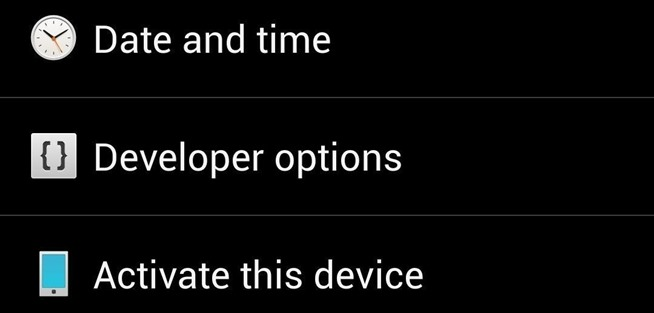 Date and time
{} Developer options
Activate this device